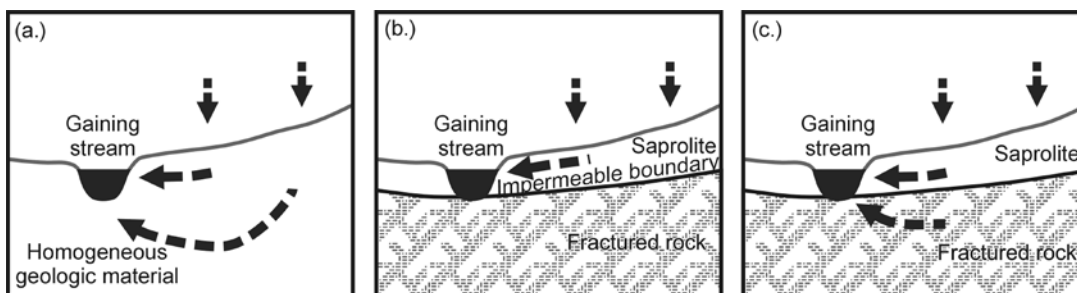 (a.)
Gaining
stream
Homogeneous
geologic material
(b.)
Gaining
stream
Saprolite
Impermeable boundary
Fractured rock
(c.)
Gaining
stream
Saprolite
Fractured rock